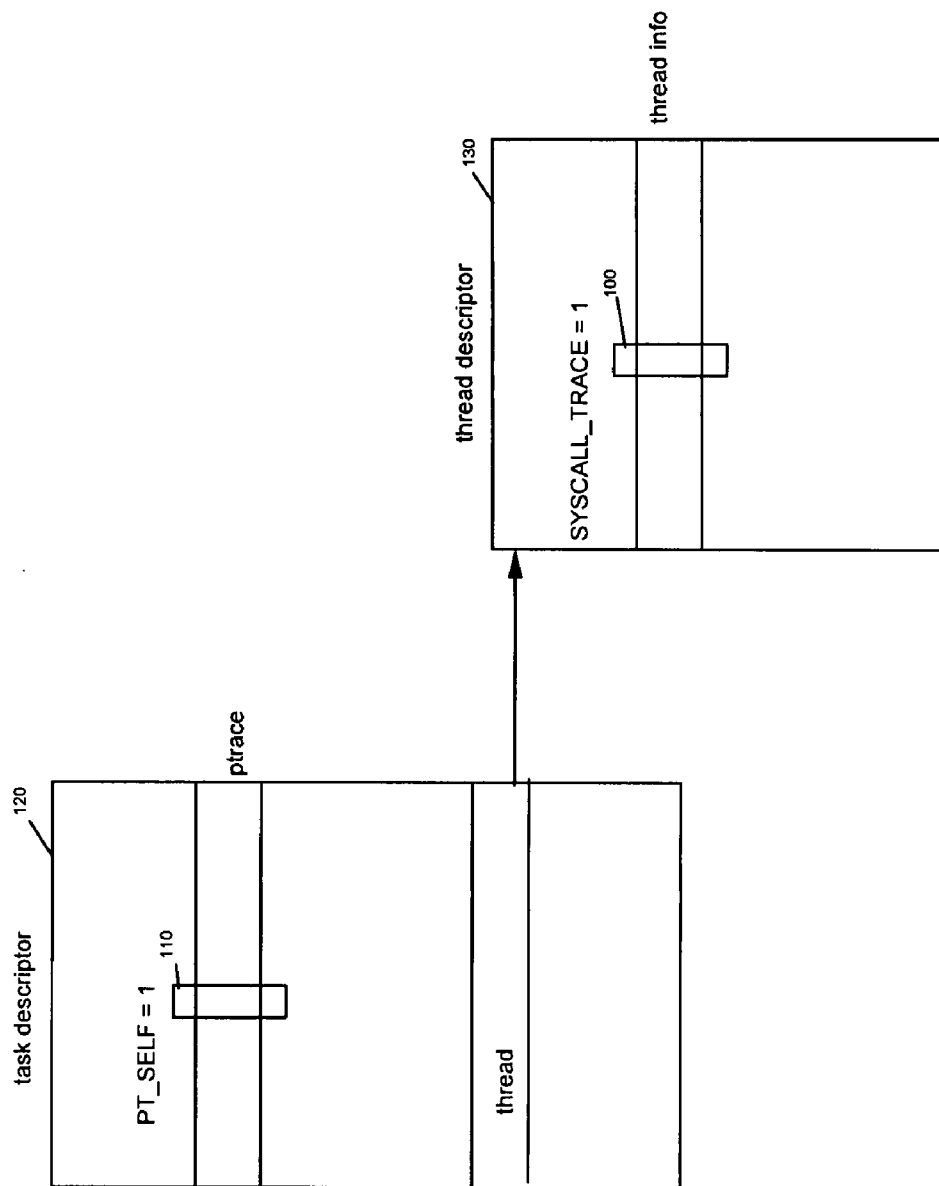 task descriptor
120
PT_SELF = 1
110
ptrace
thread
thread descriptor
130
SYSCALL_TRACE = 1
100
thread info